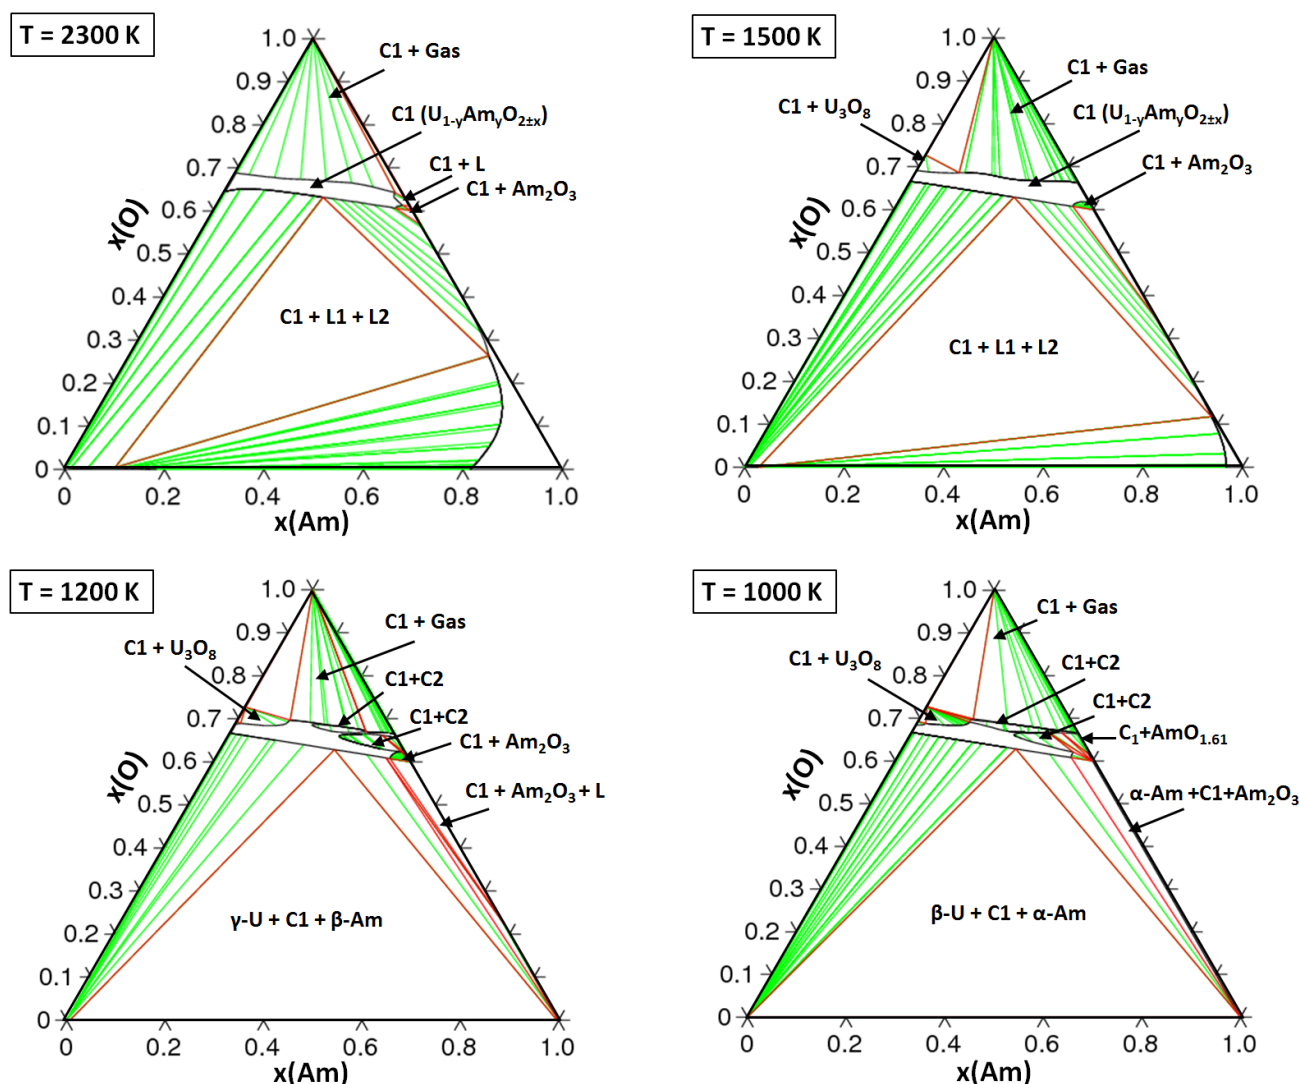 T = 2300 K
1.0
C1 + Gas
0.9
0.8
C1 (U1-yAmyO2±x)
0.7
C1 + L
C1 + Am2O3
0.6
x(O)
0.5
0.4
C1 + L1 + L2
0.3
0.2
0.1
0
0 0.2 0.4 0.6 0.8 1.0
x(Am)
T = 1500 K
1.0
C1 + Gas
0.9
C1 + U3O8
0.8
C1 (U1-yAmyO2±x)
0.7
C1 + Am2O3
0.6
x(O)
0.5
0.4
C1 + L1 + L2
0.3
0.2
0.1
0
0 0.2 0.4 0.6 0.8 1.0
x(Am)
T = 1200 K
1.0
0.9
C1 + Gas
C1 + U3O8
0.8
C1+C2
0.7
C1+C2
C1 + Am2O3
0.6
x(O)
C1 + Am2O3 + L
0.5
0.4
0.3
γ-U + C1 + β-Am
0.2
0.1
0
0 0.2 0.4 0.6 0.8 1.0
x(Am)
T = 1000 K
1.0
C1 + Gas
0.9
C1 + U3O8
C1+C2
0.8
C1+C2
0.7
C1+AmO1.61
0.6
x(O)
α-Am +C1+Am2O3
0.5
0.4
0.3
β-U + C1 + α-Am
0.2
0.1
0
0 0.2 0.4 0.6 0.8 1.0
x(Am)